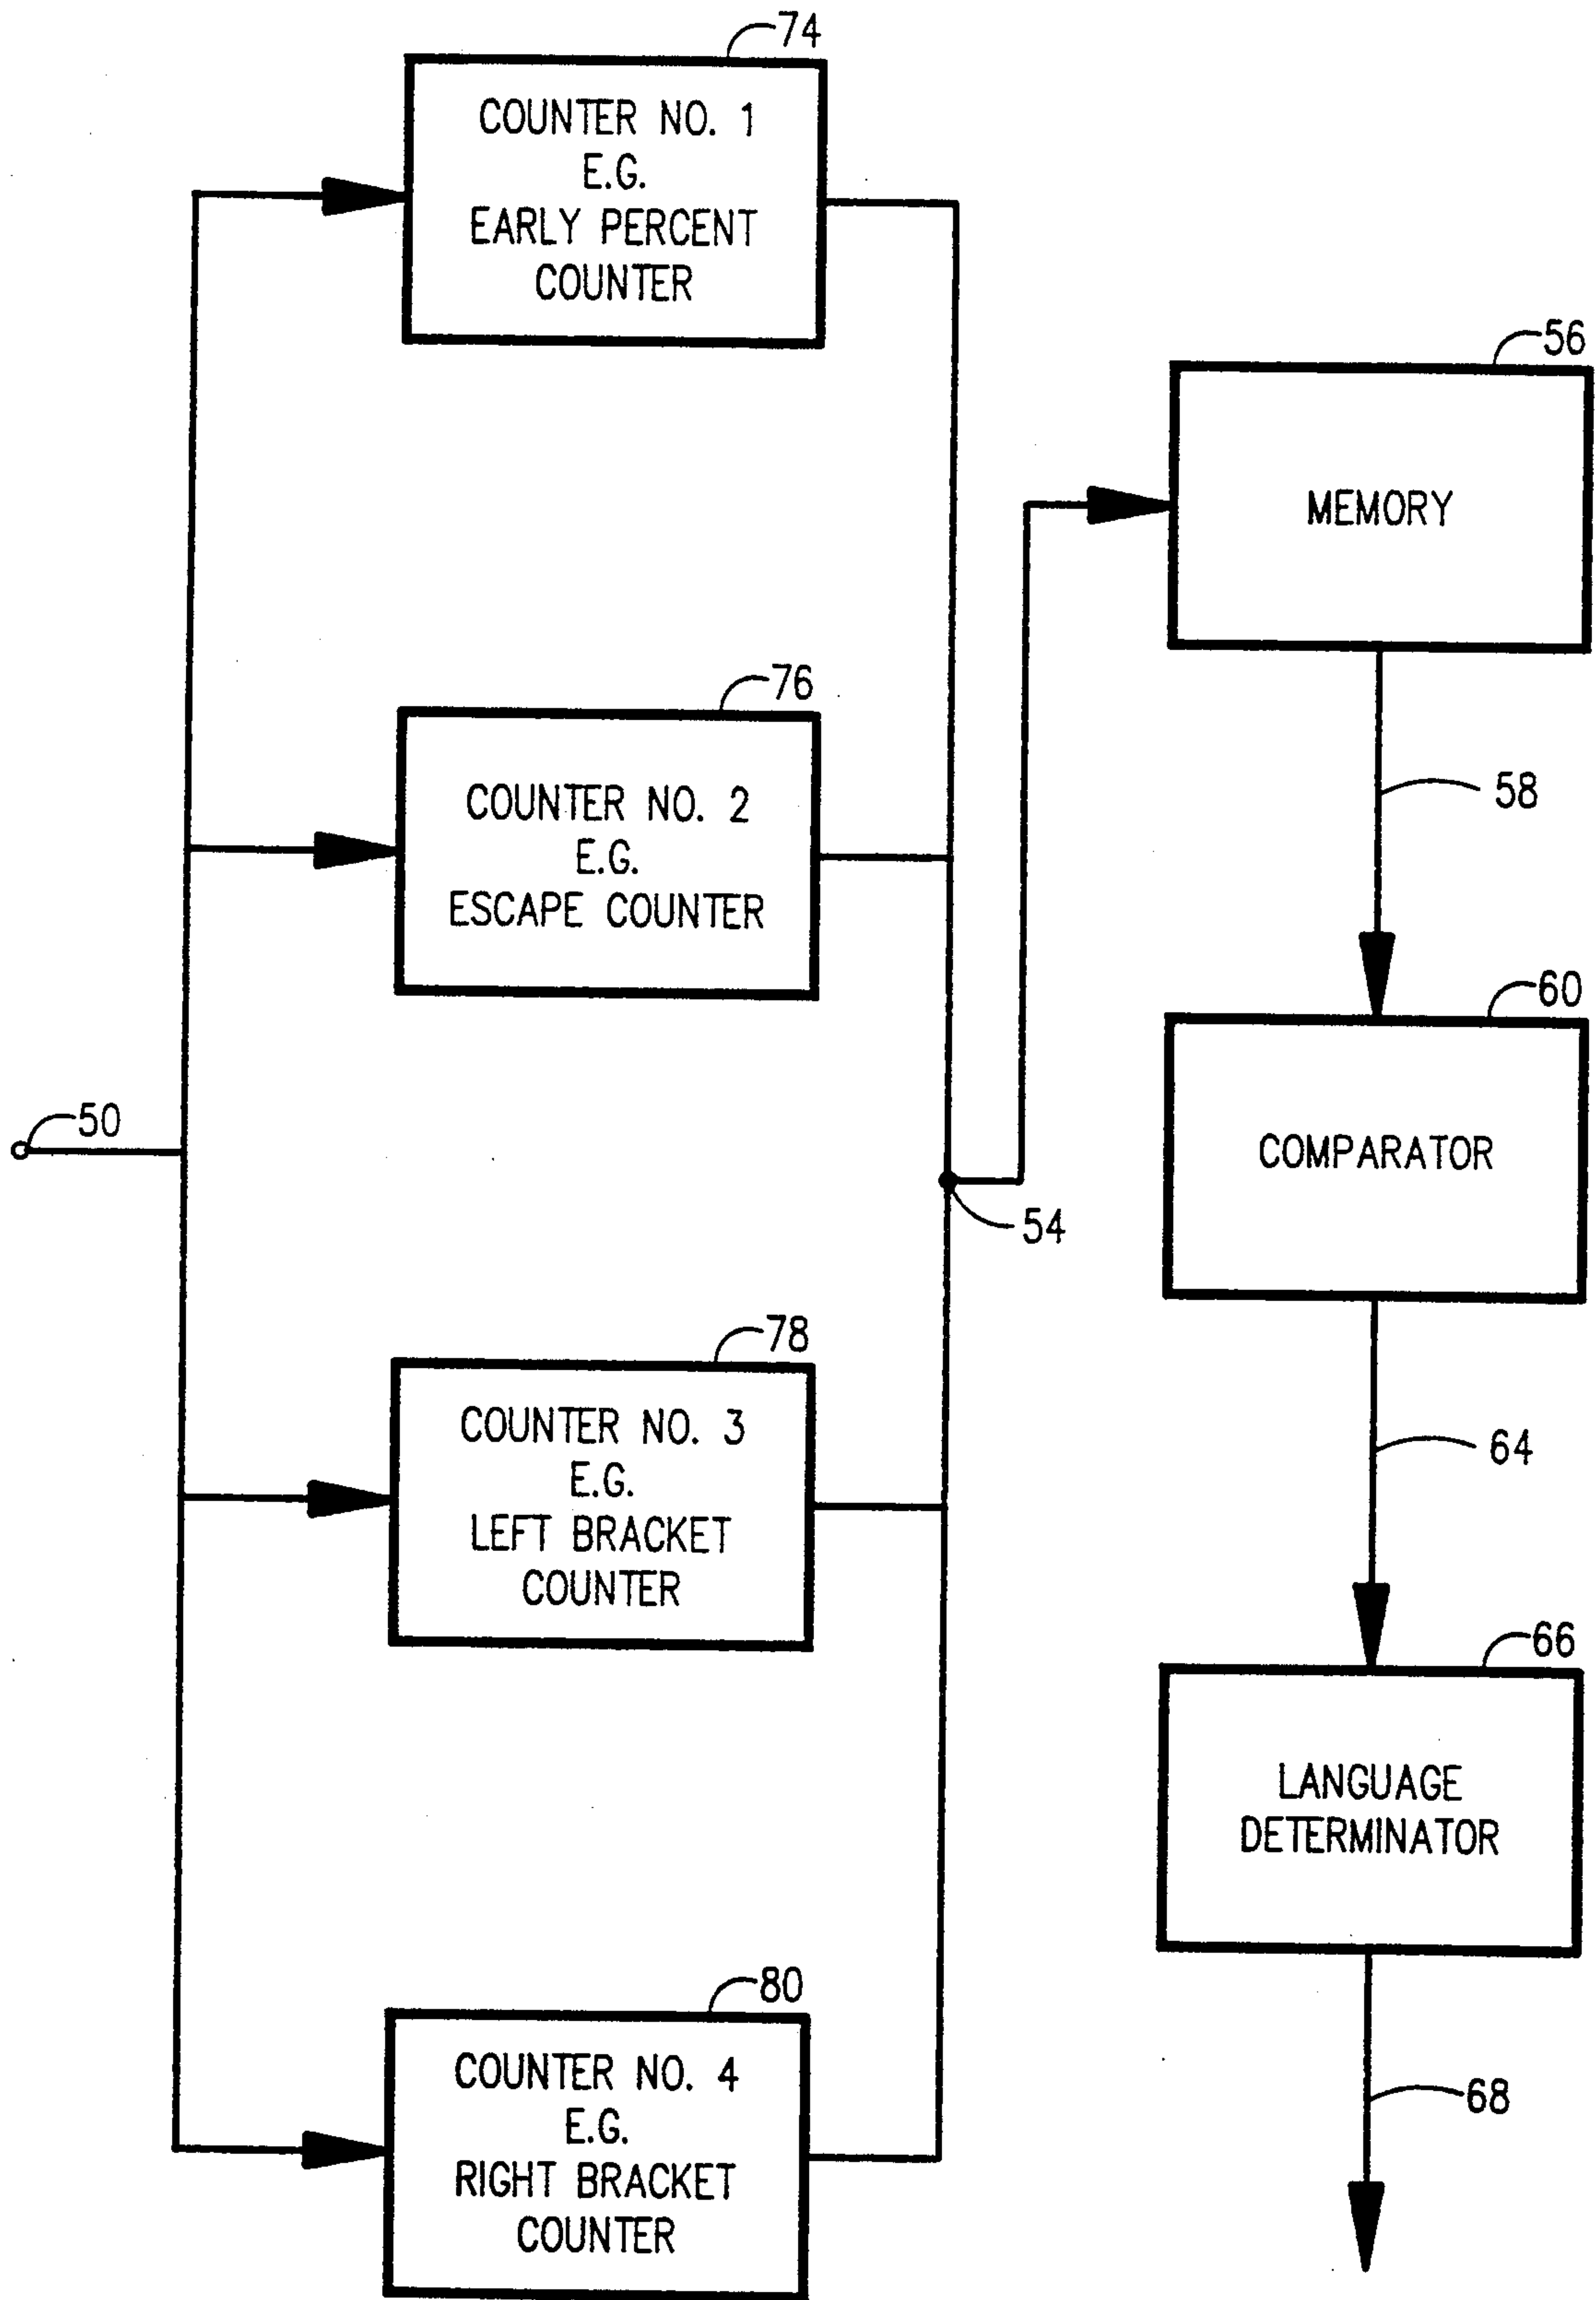 74
COUNTER NO. 1
E.G.
EARLY PERCENT
COUNTER
56
MEMORY
76
COUNTER NO. 2
E.G.
ESCAPE COUNTER
58
60
COMPARATOR
50
54
78
COUNTER NO. 3
E.G.
LEFT BRACKET
COUNTER
64
66
LANGUAGE
DETERMINATOR
80
COUNTER NO. 4
E.G.
RIGHT BRACKET
COUNTER
68